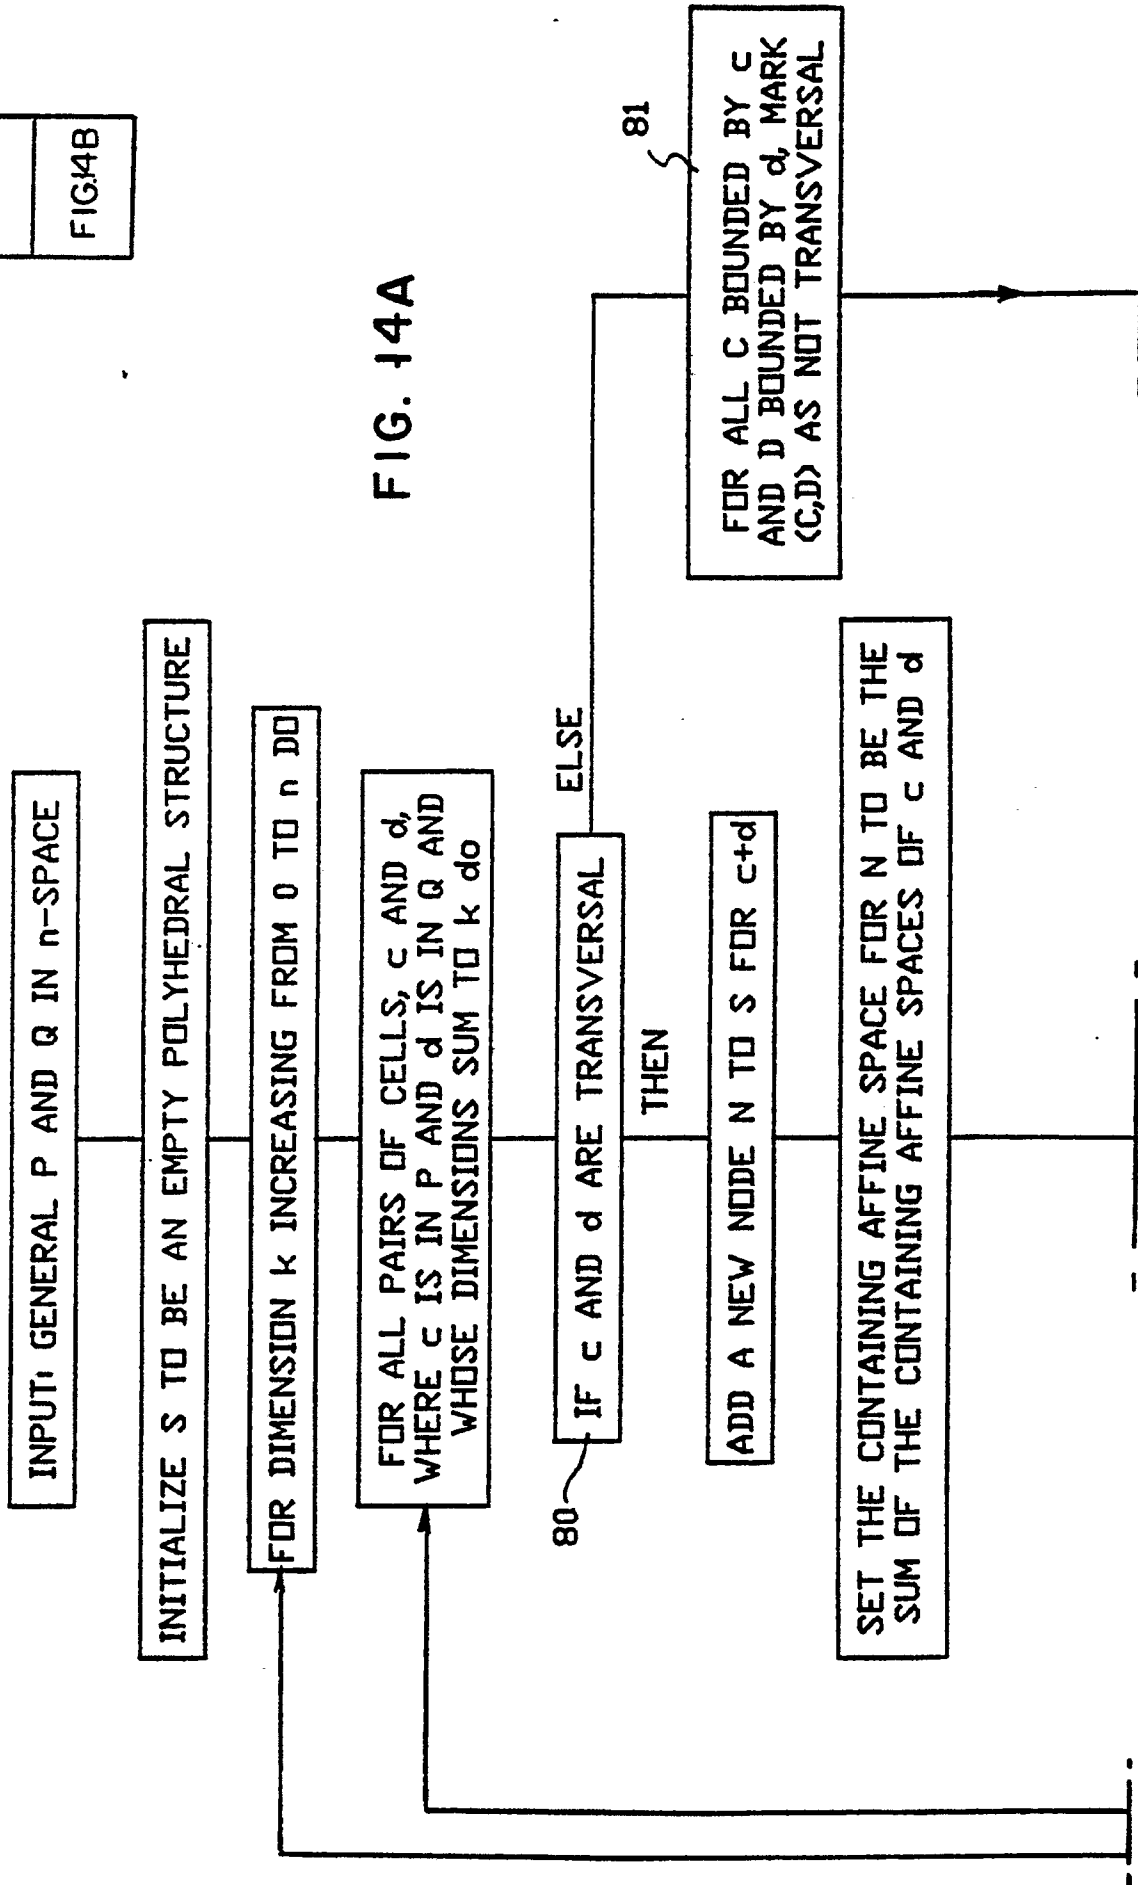 FIG.14B
FIG. 14A
INPUT: GENERAL P AND Q IN n-SPACE
INITIALIZE S TO BE AN EMPTY POLYHEDRAL STRUCTURE
FOR DIMENSION k INCREASING FROM 0 TO n DO
FOR ALL PAIRS OF CELLS, c AND d,
WHERE c IS IN P AND d IS IN Q AND
WHOSE DIMENSIONS SUM TO k do
80
IF c AND d ARE TRANSVERSAL
ELSE
THEN
81
FOR ALL C BOUNDED BY c
AND D BOUNDED BY d, MARK
(C,D) AS NOT TRANSVERSAL
ADD A NEW NODE N TO S FOR c+d
SET THE CONTAINING AFFINE SPACE FOR N TO BE THE
SUM OF THE CONTAINING AFFINE SPACES OF c AND d